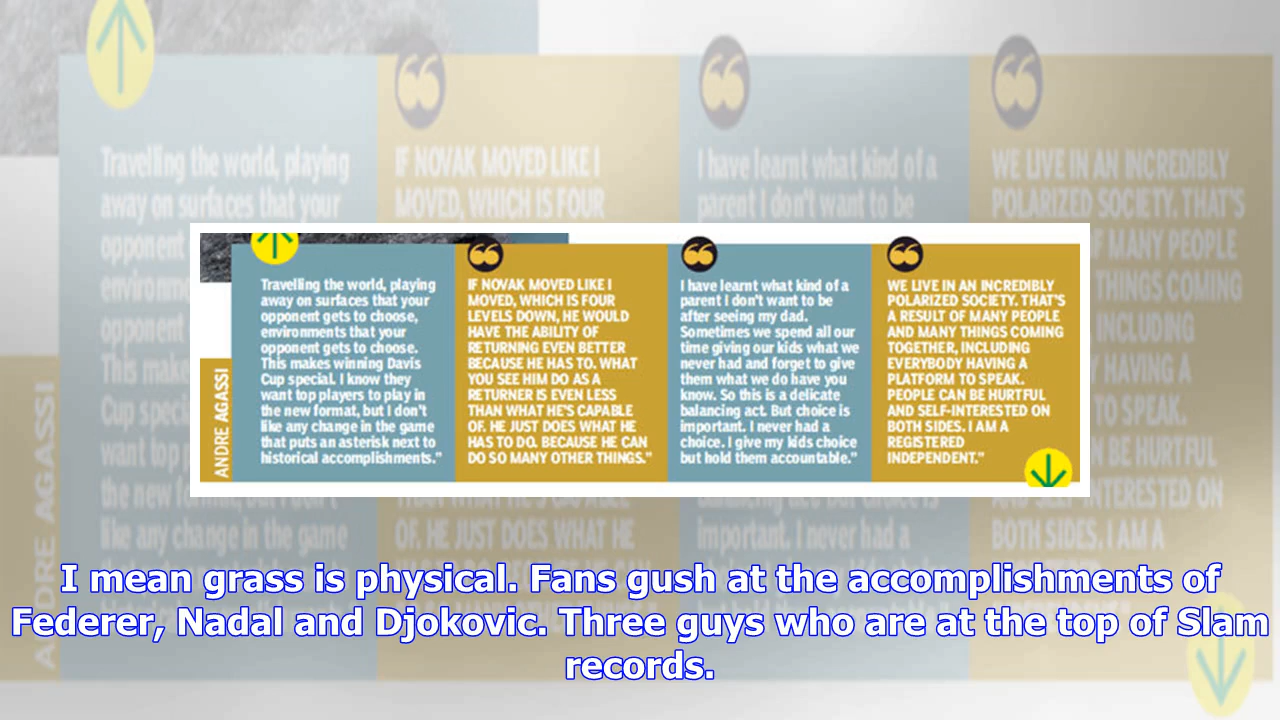 ANDRE AGASSI
Travelling the world, playing
away on surfaces that your
opponent gets to choose,
environments that your
opponent gets to choose.
This makes winning Davis
Cup special. I know they
want top players to play in
the new format, but I don't
like any change in the game
that puts an asterisk next to
historical accomplishments."
IF NOVAK MOVED LIKE I
MOVED, WHICH IS FOUR
LEVELS DOWN, HE WOULD
HAVE THE ABILITY OF
RETURNING EVEN BETTER
BECAUSE HE HAS TO. WHAT
YOU SEE HIM DO AS A
RETURNER IS EVEN LESS
THAN WHAT HE'S CAPABLE
OF. HE JUST DOES WHAT HE
HAS TO DO. BECAUSE HE CAN
DO SO MANY OTHER THINGS."
I have learnt what kind of a
parent I don't want to be
after seeing my dad.
Sometimes we spend all our
time giving our kids what we
never had and forget to give
them what we do have you
know. So this is a delicate
balancing act. But choice is
important. I never had a
choice. I give my kids choice
but hold them accountable."
WE LIVE IN AN INCREDIBLY
POLARIZED SOCIETY. THAT'S
A RESULT OF MANY PEOPLE
AND MANY THINGS COMING
TOGETHER, INCLUDING
EVERYBODY HAVING A
PLATFORM TO SPEAK.
PEOPLE CAN BE HURTFUL
AND SELF-INTERESTED ON
BOTH SIDES. I AM A
REGISTERED
INDEPENDENT."
I mean grass is physical. Fans gush at the accomplishments of
Federer, Nadal and Djokovic. Three guys who are at the top of Slam
records.